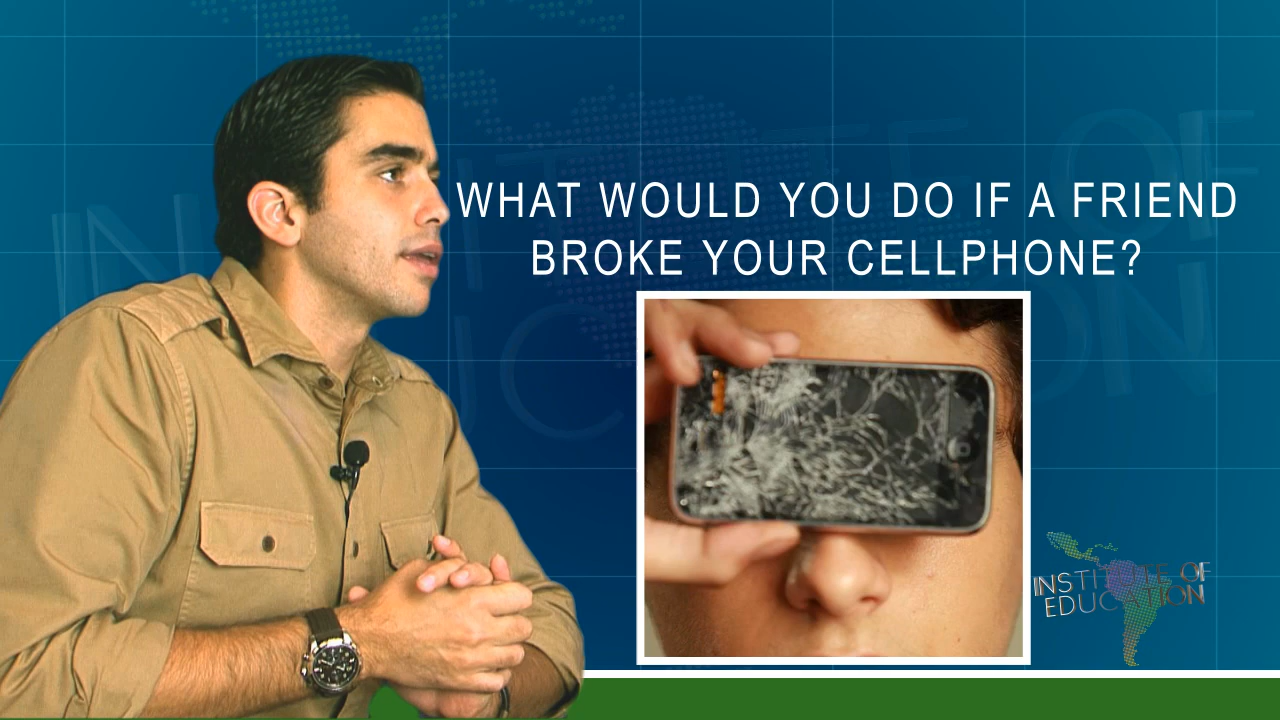 WHAT WOULD YOU DO IF A FRIEND
BROKE YOUR CELLPHONE?
INSTITUTE OF
EDUCATION